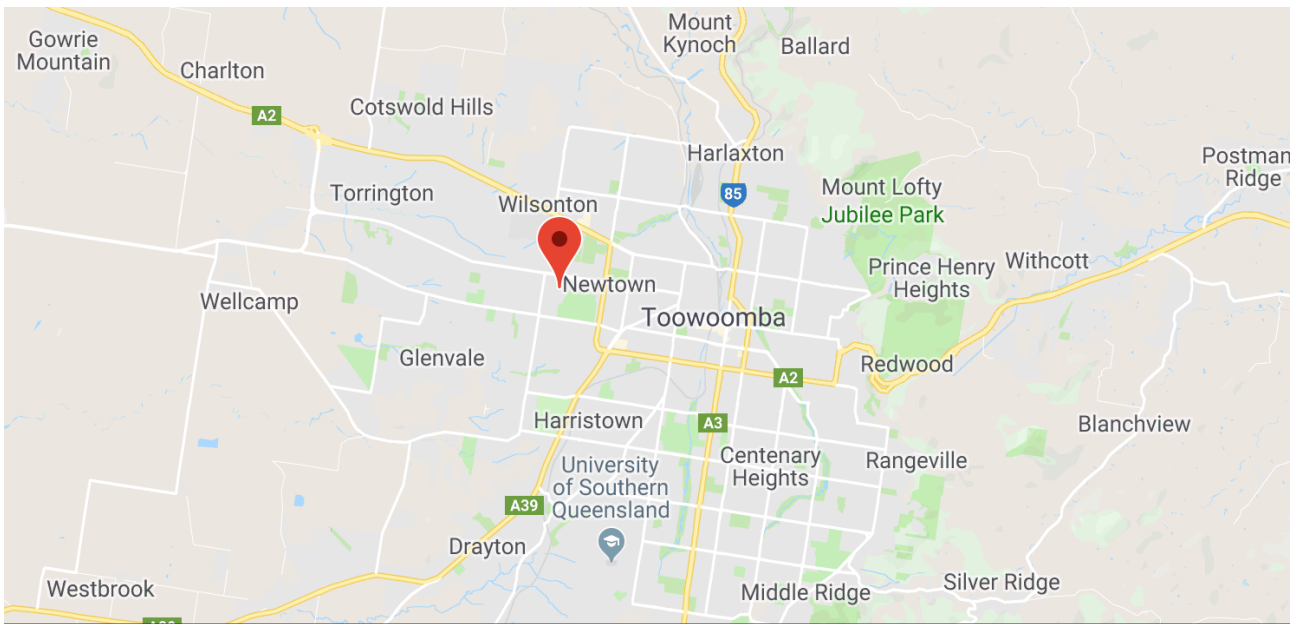 Mount
Kynoch
Ballard
Gowrie
Mountain
Charlton
Cotswold Hills
A2
Harlaxton
Postman
Ridge
Torrington
Wilsonton
85
Mount Lofty
Jubilee Park
Newtown
Prince Henry
Heights
Withcott
Wellcamp
Toowoomba
Glenvale
Redwood
A2
Harristown
A3
Blanchview
Centenary
Heights
Rangeville
University
of Southern
Queensland
A39
Drayton
Westbrook
Middle Ridge
Silver Ridge